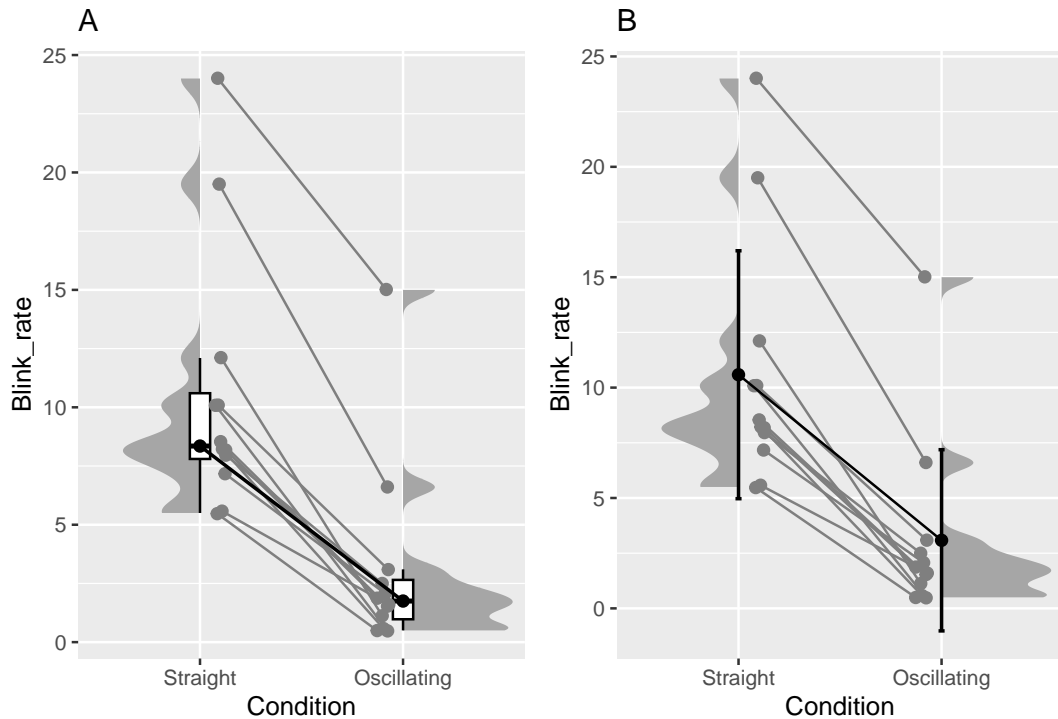 A
B
Blink_rate
25
20
15
10
5
0
Straight
Oscillating
Condition
Blink_rate
25
20
15
10
5
0
Straight
Oscillating
Condition